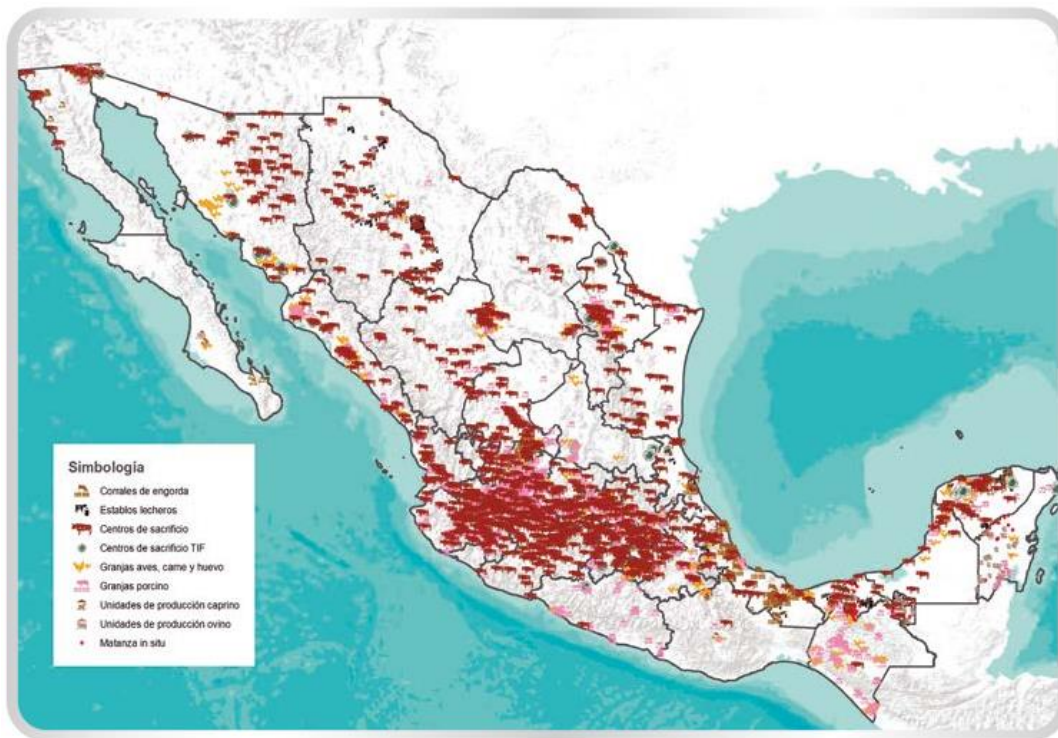 Simbología
Corrales de engorda
Establos lecheros
Centros de sacrificio
Centros de sacrificio TIF
Granjas aves, carne y huevo
Granjas porcino
Unidades de producción caprino
Unidades de producción ovino
Matanza in situ